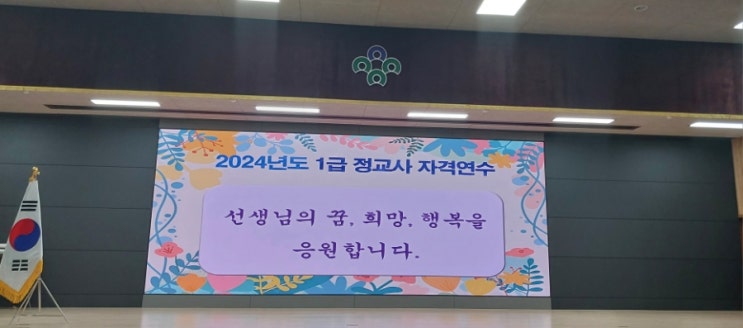 2024년도 1급 정교사 자격연수
선생님의 꿈, 희망, 행복을
응원합니다.